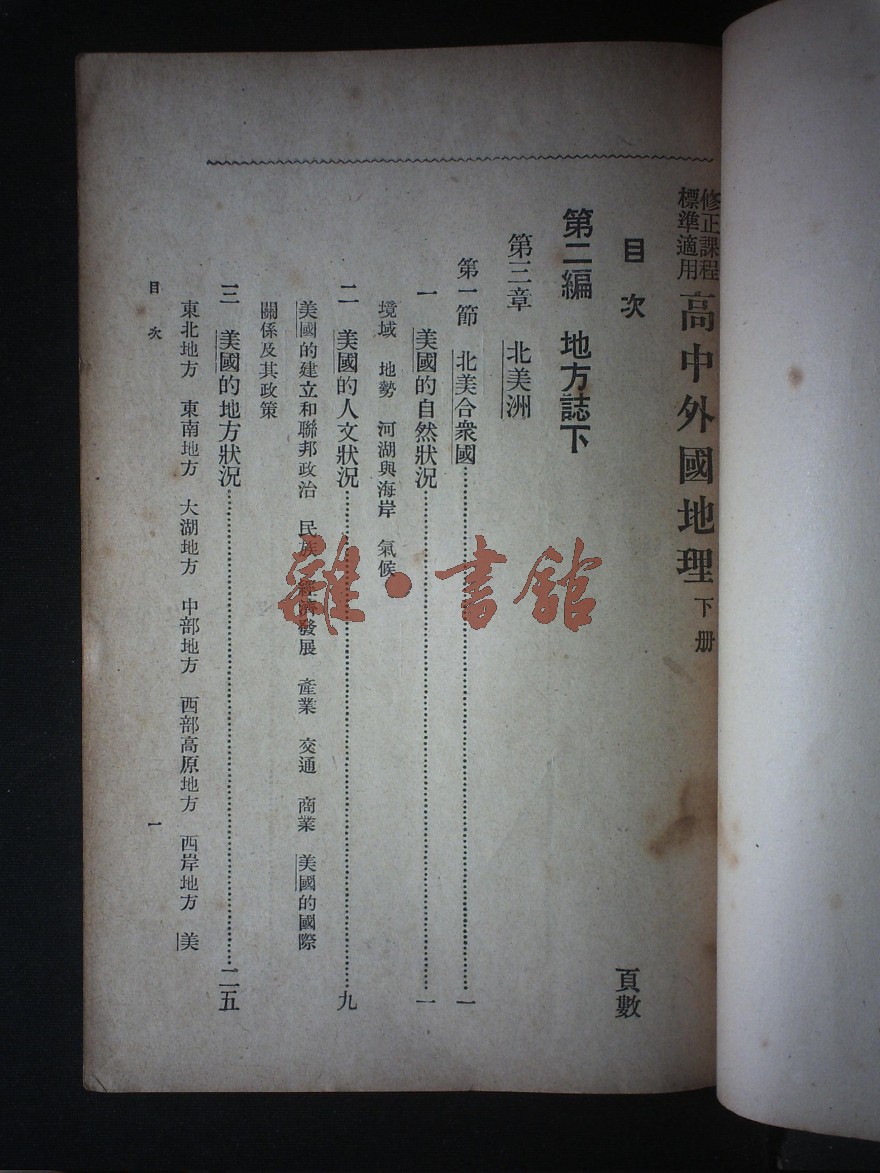 修正課程
標準適用
高中外國地理 下册
目次
頁數
第二編 地方誌下
第三章 北美洲
第一節 北美合衆國……一
一 美國的自然狀況……一
境域 地勢 河湖與海岸 氣候
二 美國的人文狀況……九
美國的建立和聯邦政治 民族 經濟發展 產業 交通 商業 美國的國際
關係及其政策
三 美國的地方狀況……二五
東北地方 東南地方 大湖地方 中部地方 西部高原地方 西岸地方 美
目次 一
雜·書館